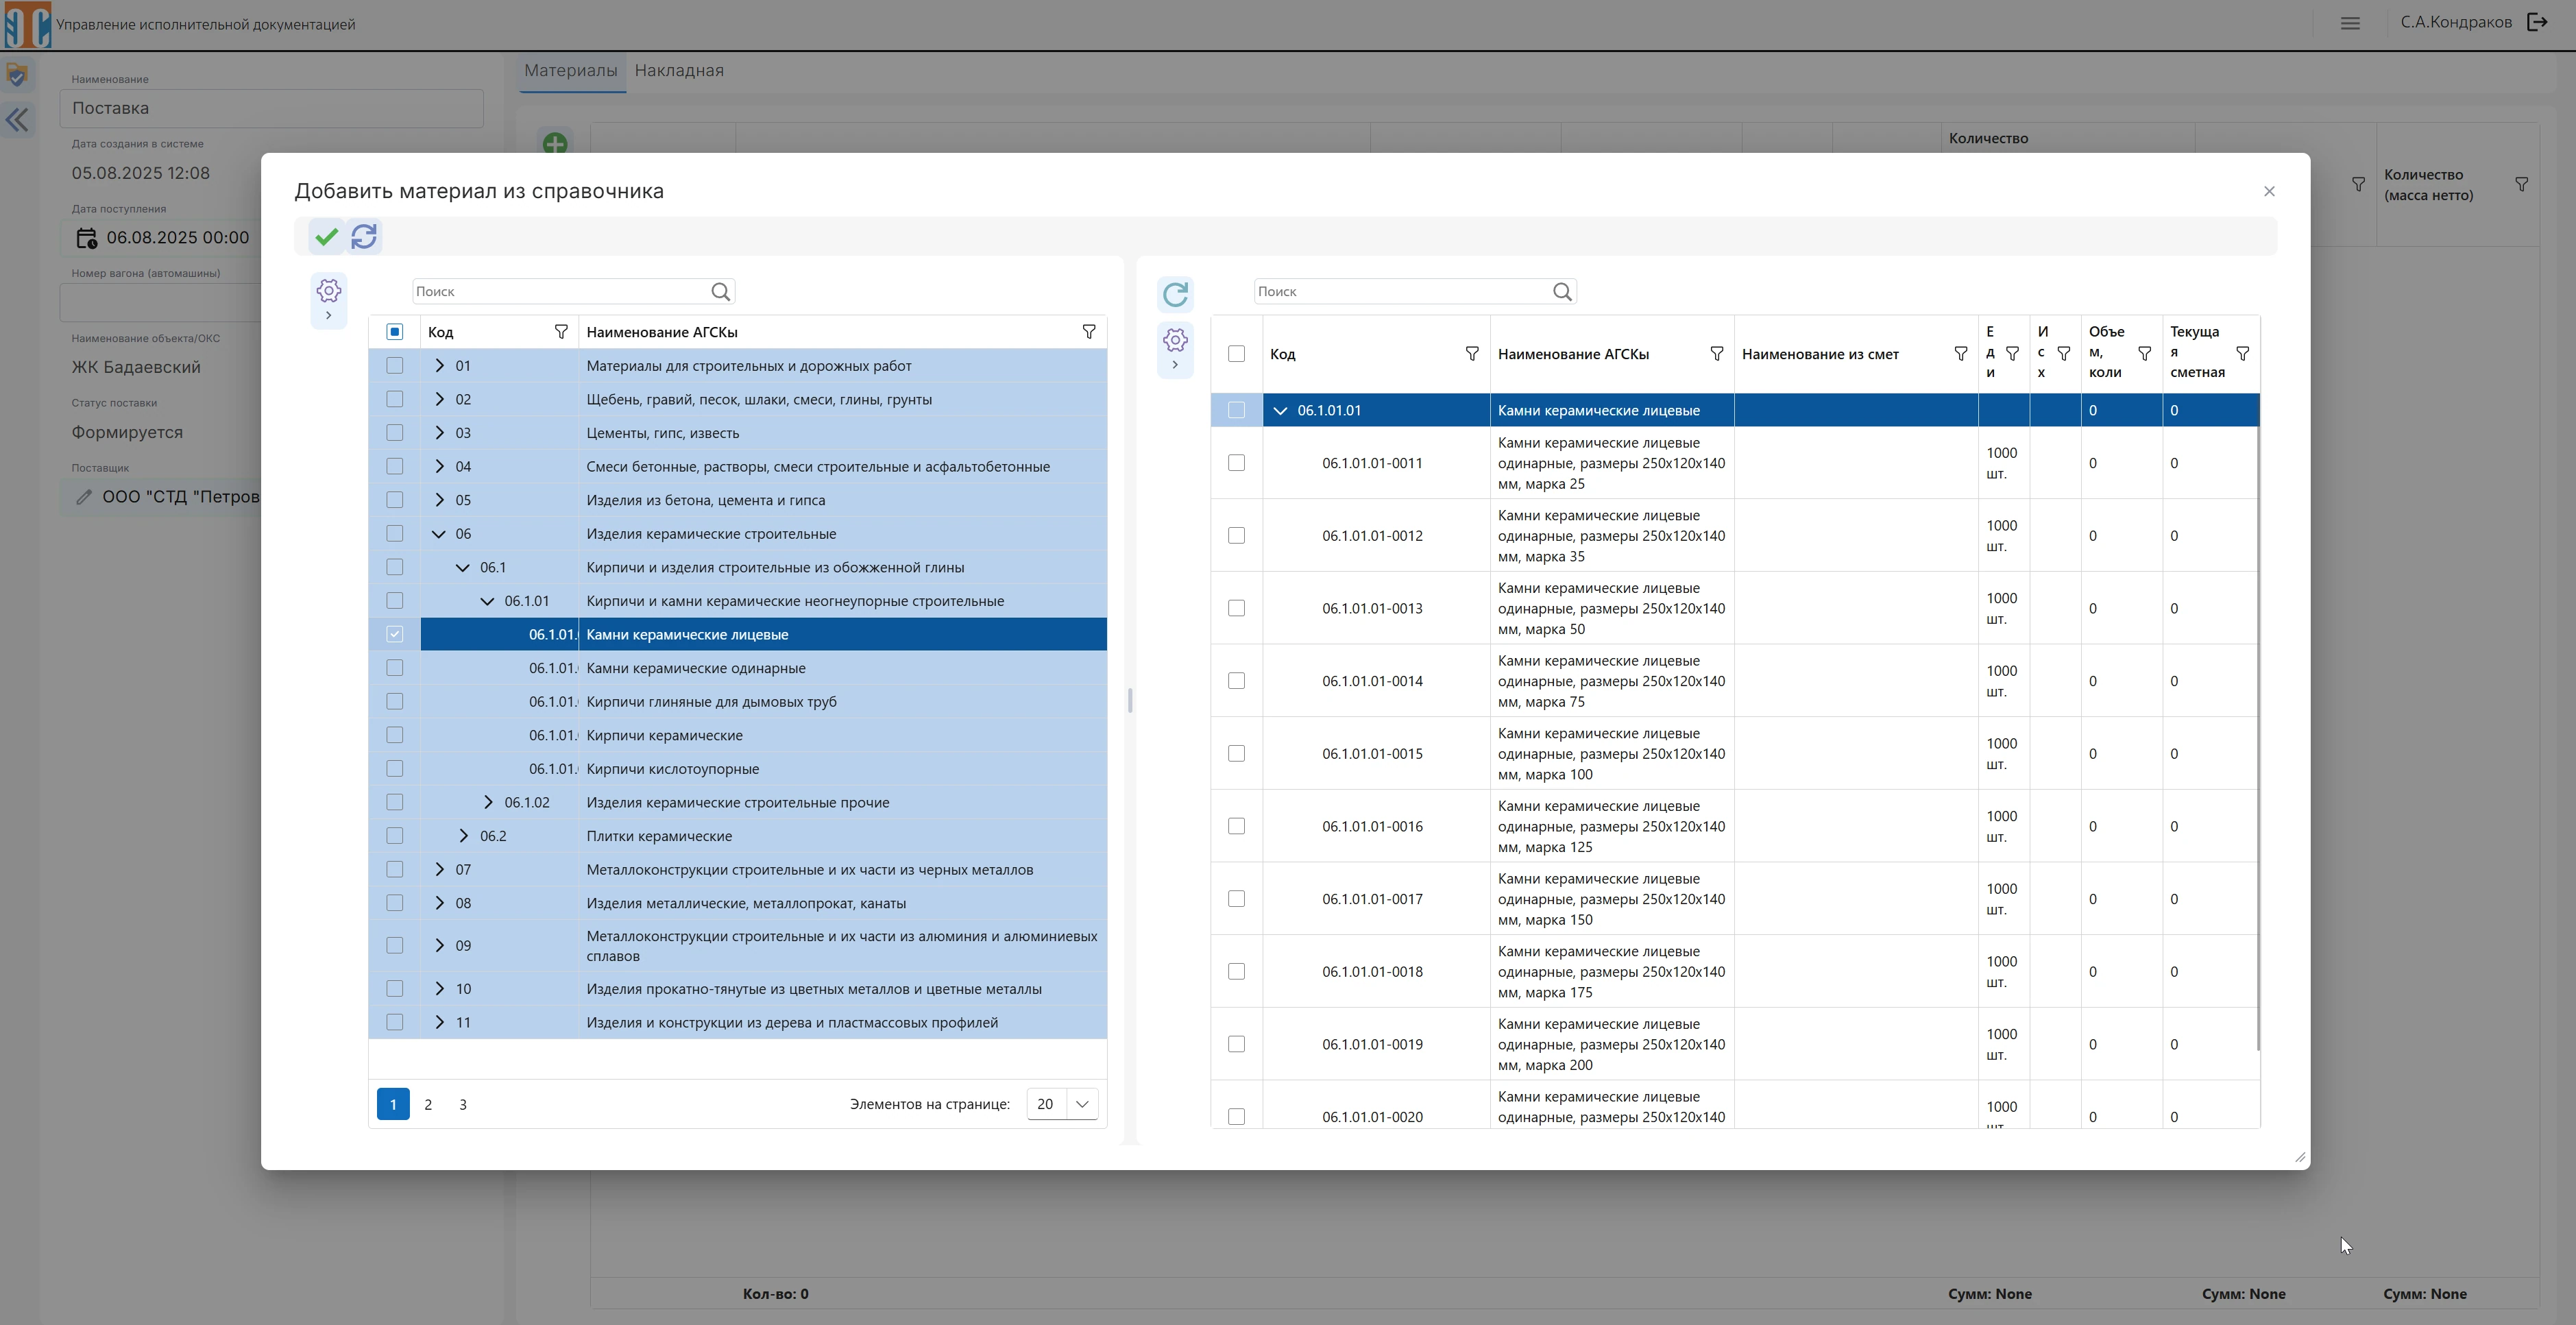 Управление исполнительной документацией
С.А.Кондраков
Наименование
Поставка
Дата создания в системе
05.08.2025 12:08
Дата поступления
06.08.2025 00:00
Номер вагона (автомашины)
Наименование объекта/ОКС
ЖК Бадаевский
Статус поставки
Формируется
Поставщик
ООО "СТД "Петров
Материалы
Накладная
Количество
Количество
(масса нетто)
Добавить материал из справочника
Поиск
Код
Наименование АГСКы
01 Материалы для строительных и дорожных работ
02 Щебень, гравий, песок, шлаки, смеси, глины, грунты
03 Цементы, гипс, известь
04 Смеси бетонные, растворы, смеси строительные и асфальтобетонные
05 Изделия из бетона, цемента и гипса
06 Изделия керамические строительные
06.1 Кирпичи и изделия строительные из обожженной глины
06.1.01 Кирпичи и камни керамические неогнеупорные строительные
06.1.01. Камни керамические лицевые
06.1.01. Камни керамические одинарные
06.1.01. Кирпичи глиняные для дымовых труб
06.1.01. Кирпичи керамические
06.1.01. Кирпичи кислотоупорные
06.1.02 Изделия керамические строительные прочие
06.2 Плитки керамические
07 Металлоконструкции строительные и их части из черных металлов
08 Изделия металлические, металлопрокат, канаты
09 Металлоконструкции строительные и их части из алюминия и алюминиевых
сплавов
10 Изделия прокатно-тянутые из цветных металлов и цветные металлы
11 Изделия и конструкции из дерева и пластмассовых профилей
1 2 3
Элементов на странице: 20
Поиск
Код
Наименование АГСКы
Наименование из смет
Е
д
и
И
с
х
Объе
м,
коли
Текуща
я
сметная
06.1.01.01 Камни керамические лицевые 0 0
Камни керамические лицевые
06.1.01.01-0011 одинарные, размеры 250х120х140 1000 шт. 0 0
мм, марка 25
Камни керамические лицевые
06.1.01.01-0012 одинарные, размеры 250х120х140 1000 шт. 0 0
мм, марка 35
Камни керамические лицевые
06.1.01.01-0013 одинарные, размеры 250х120х140 1000 шт. 0 0
мм, марка 50
Камни керамические лицевые
06.1.01.01-0014 одинарные, размеры 250х120х140 1000 шт. 0 0
мм, марка 75
Камни керамические лицевые
06.1.01.01-0015 одинарные, размеры 250х120х140 1000 шт. 0 0
мм, марка 100
Камни керамические лицевые
06.1.01.01-0016 одинарные, размеры 250х120х140 1000 шт. 0 0
мм, марка 125
Камни керамические лицевые
06.1.01.01-0017 одинарные, размеры 250х120х140 1000 шт. 0 0
мм, марка 150
Камни керамические лицевые
06.1.01.01-0018 одинарные, размеры 250х120х140 1000 шт. 0 0
мм, марка 175
Камни керамические лицевые
06.1.01.01-0019 одинарные, размеры 250х120х140 1000 шт. 0 0
мм, марка 200
Камни керамические лицевые
06.1.01.01-0020 одинарные, размеры 250х120х140 1000 шт. 0 0
Кол-во: 0
Сумм: None
Сумм: None
Сумм: None